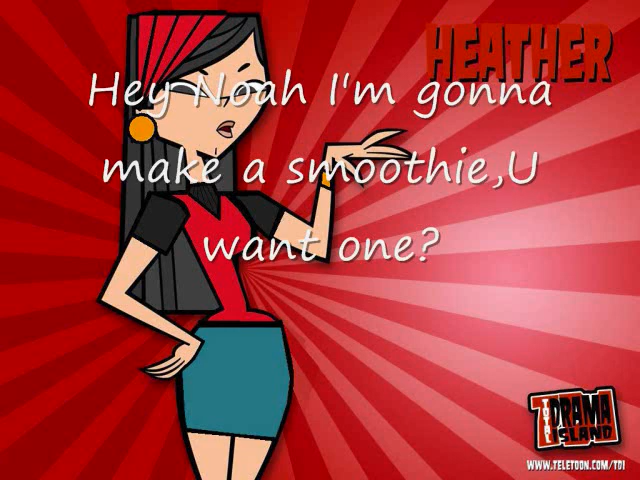 HEATHER
Hey Noah I'm gonna
make a smoothie,U
want one?
TOTAL
DRAMA
ISLAND
WWW.TELETOON.COM/TDI